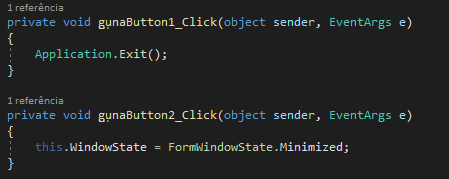 1 referência
private void gunaButton1_Click(object sender, EventArgs e)
{
Application.Exit();
}
1 referência
private void gunaButton2_Click(object sender, EventArgs e)
{
this.WindowState = FormWindowState.Minimized;
}